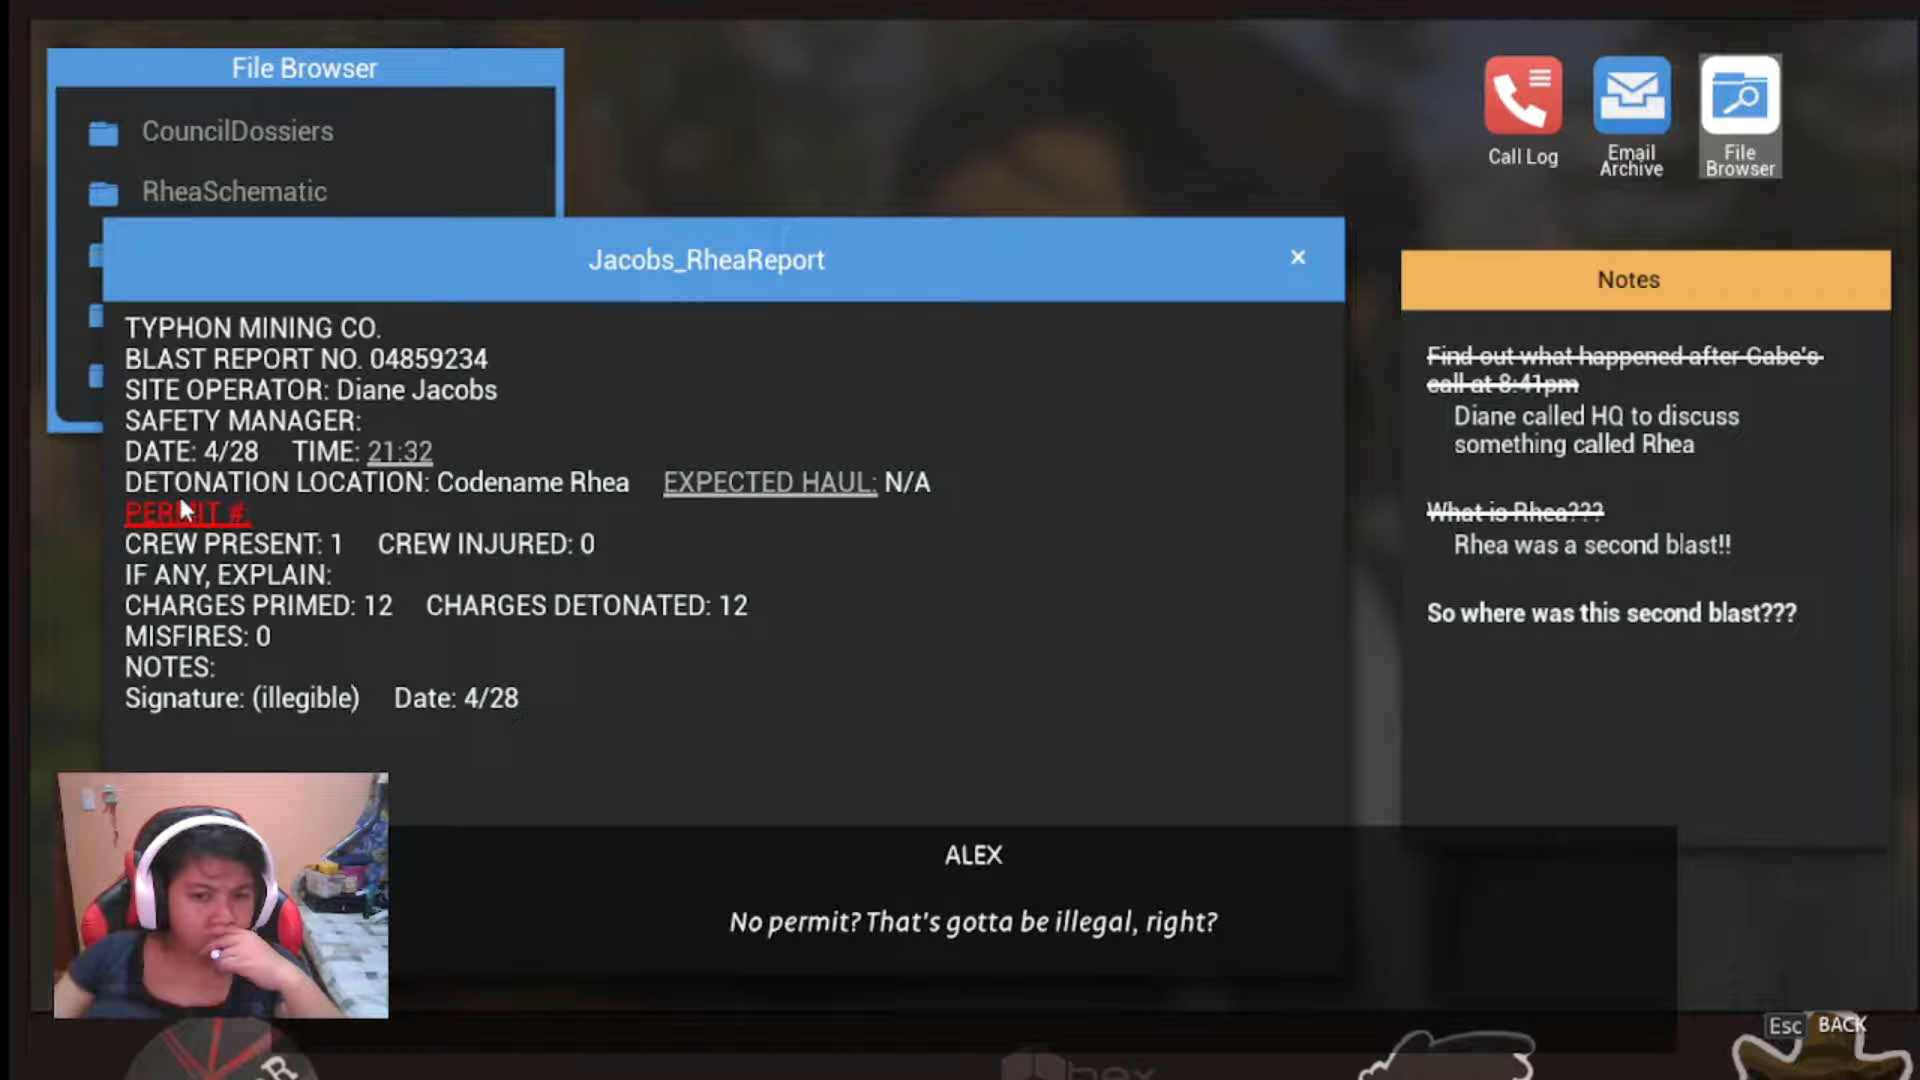 File Browser
CouncilDossiers
RheaSchematic
Call Log
Email
Archive
File
Browser
Jacobs_RheaReport
×
TYPHON MINING CO.
BLAST REPORT NO. 04859234
SITE OPERATOR: Diane Jacobs
SAFETY MANAGER:
DATE: 4/28 TIME: 21:32
DETONATION LOCATION: Codename Rhea EXPECTED HAUL: N/A
PERMIT #:
CREW PRESENT: 1 CREW INJURED: 0
IF ANY, EXPLAIN:
CHARGES PRIMED: 12 CHARGES DETONATED: 12
MISFIRES: 0
NOTES:
Signature: (illegible) Date: 4/28
Notes
Find out what happened after Gabe's
call at 8:41pm
Diane called HQ to discuss
something called Rhea
What is Rhea???
Rhea was a second blast!!
So where was this second blast???
ALEX
No permit? That's gotta be illegal, right?
Esc BACK